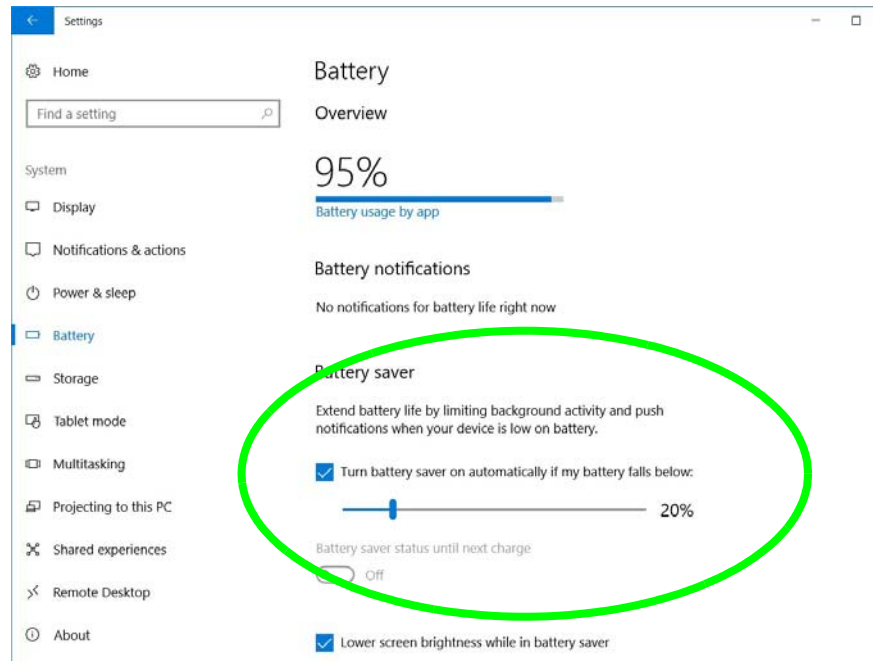 Settings
Home
Find a setting
System
Display
Notifications & actions
Power & sleep
Battery
Storage
Tablet mode
Multitasking
Projecting to this PC
Shared experiences
Remote Desktop
About
Battery
Overview
95%
Battery usage by app
Battery notifications
No notifications for battery life right now
Battery saver
Extend battery life by limiting background activity and push
notifications when your device is low on battery.
Turn battery saver on automatically if my battery falls below:
20%
Battery saver status until next charge
Off
Lower screen brightness while in battery saver